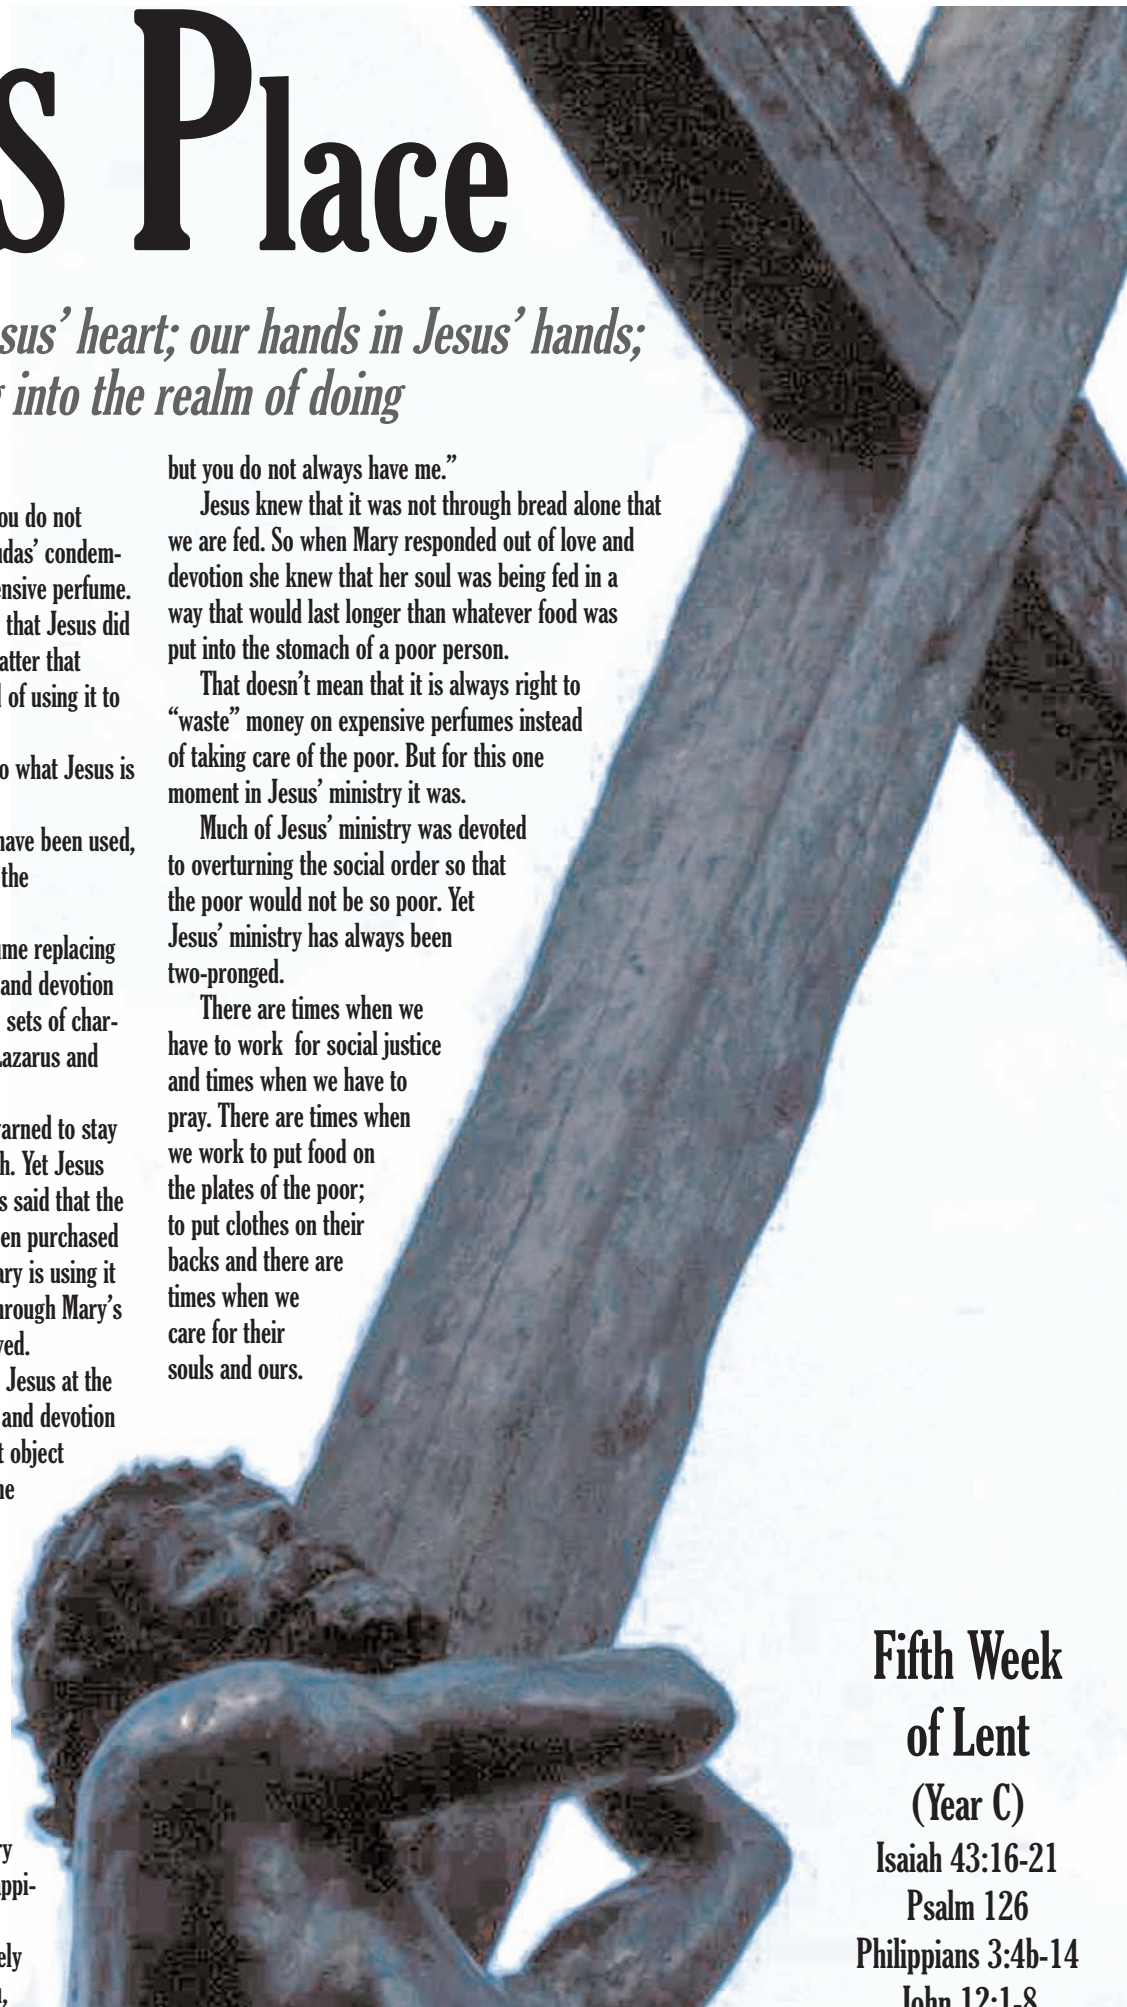 s Place
sus’ heart; our hands in Jesus’ hands;
into the realm of doing
ou do not
udas’ condem-
ensive perfume.
that Jesus did
atter that
of using it to
o what Jesus is
have been used,
the
me replacing
and devotion
sets of char-
Lazarus and
arned to stay
h. Yet Jesus
s said that the
en purchased
ary is using it
hrough Mary’s
ved.
Jesus at the
and devotion
t object
ne
ry
appi-
ely
but you do not always have me.”
Jesus knew that it was not through bread alone that
we are fed. So when Mary responded out of love and
devotion she knew that her soul was being fed in a
way that would last longer than whatever food was
put into the stomach of a poor person.
That doesn’t mean that it is always right to
“waste” money on expensive perfumes instead
of taking care of the poor. But for this one
moment in Jesus’ ministry it was.
Much of Jesus’ ministry was devoted
to overturning the social order so that
the poor would not be so poor. Yet
Jesus’ ministry has always been
two-pronged.
There are times when we
have to work for social justice
and times when we have to
pray. There are times when
we work to put food on
the plates of the poor;
to put clothes on their
backs and there are
times when we
care for their
souls and ours.
Fifth Week
of Lent
(Year C)
Isaiah 43:16-21
Psalm 126
Philippians 3:4b-14
John 12:1-8